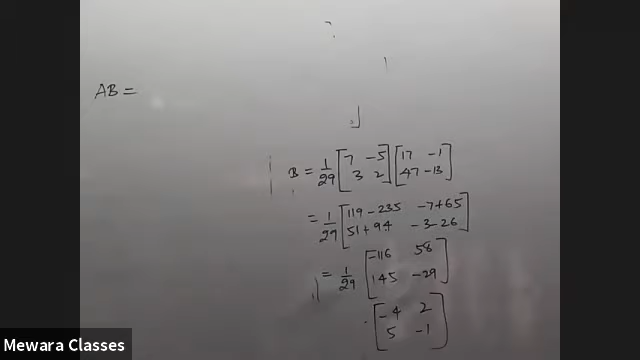 AB =
B = 1/29 [7 -5; 3 2] [17 -1; 47 -13]
= 1/29 [119-235 -7+65; 51+94 -3-26]
= 1/29 [-116 58; 145 -29]
[-4 2; 5 -1]
Mewara Classes